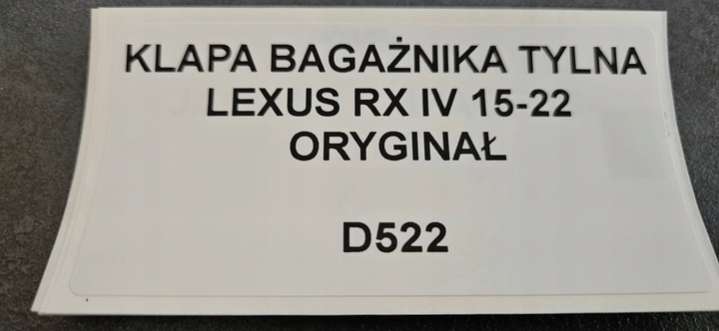 KLAPA BAGAŻNIKA TYLNA
LEXUS RX IV 15-22
ORYGINAŁ
D522